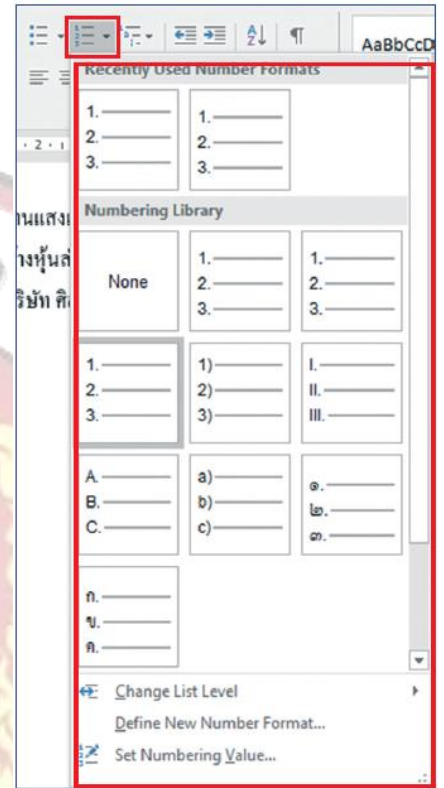 AaBbCcD
Recently Used Number Formats
1. 1.
2. 2.
3. 3.
Numbering Library
None
1. 1.
2. 2.
3. 3.
1. 1) I.
2. 2) II.
3. 3) III.
A. a) ๑.
B. b) ๒.
C. c) ๓.
ก.
ข.
ค.
Change List Level
Define New Number Format...
Set Numbering Value...